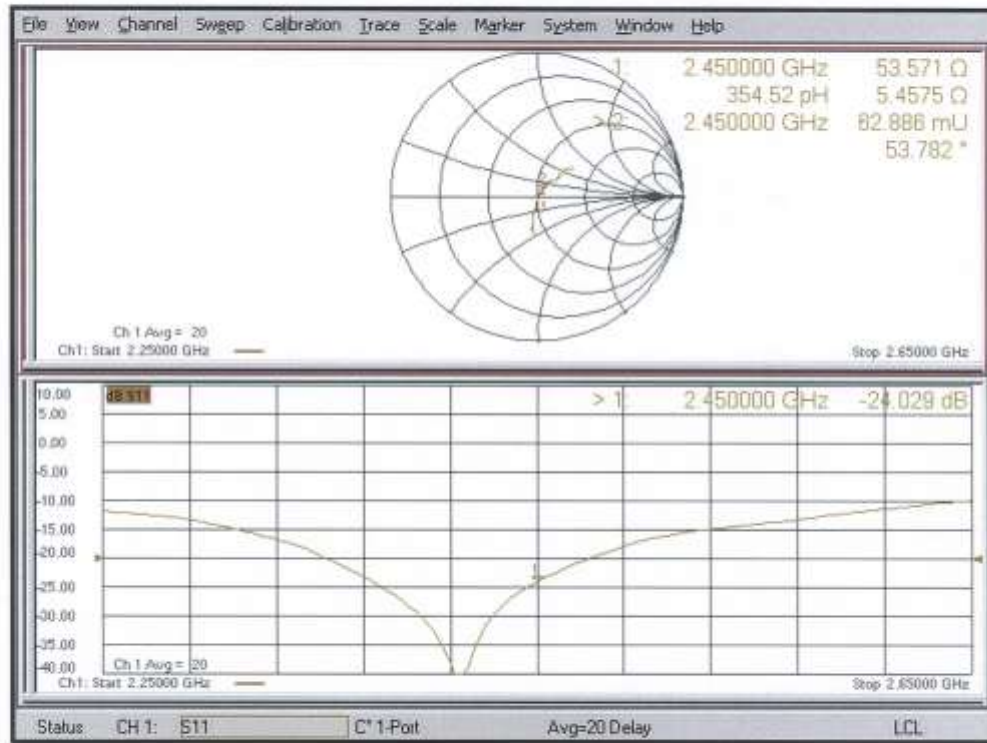 File View Channel Sweep Calibration Trace Scale Marker System Window Help
1 2.450000 GHz 53.571 Ω
354.52 pH 5.4575 Ω
> 2 2.450000 GHz 62.886 mU
53.782 °
Ch 1 Avg = 20
Ch1: Start 2.25000 GHz Stop 2.65000 GHz
10.00 dB S11 > 1 2.450000 GHz -24.029 dB
5.00
0.00
-5.00
-10.00
-15.00
-20.00
-25.00
1
-30.00
-35.00
-40.00 Ch 1 Avg = 20
Ch1: Start 2.25000 GHz Stop 2.65000 GHz
Status CH 1: S11 C* 1-Port Avg=20 Delay LCL